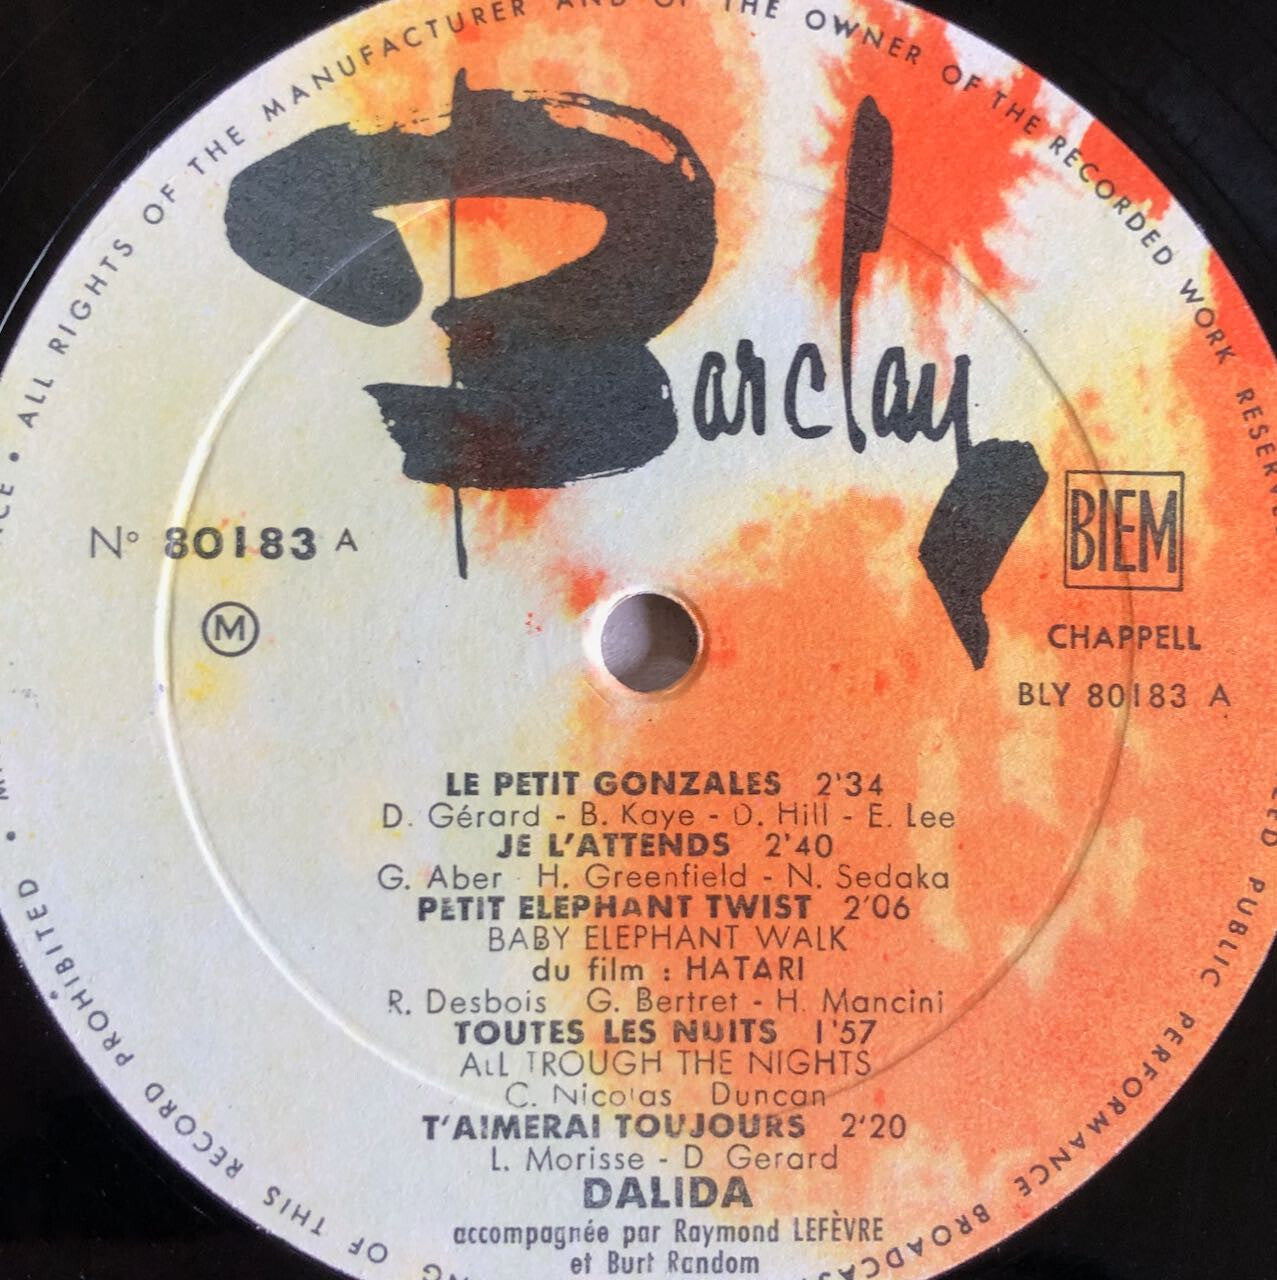 ALL RIGHTS OF THE MANUFACTURER AND OF THE OWNER OF THE RECORDED WORK
PUBLIC PERFORMANCE
OF THIS RECORD PROHIBITED
Barclay
N° 80183 A
M
BIEM
CHAPPELL
BLY 80183 A
LE PETIT GONZALES 2'34
D. Gérard - B. Kaye - D. Hill - E. Lee
JE L'ATTENDS 2'40
G. Aber - H. Greenfield - N. Sedaka
PETIT ELEPHANT TWIST 2'06
BABY ELEPHANT WALK
du film : HATARI
R. Desbois G. Bertret - H. Mancini
TOUTES LES NUITS 1'57
ALL TROUGH THE NIGHTS
C. Nicolas Duncan
T'AIMERAI TOUJOURS 2'20
L. Morisse - D Gerard
DALIDA
accompagnée par Raymond LEFÈVRE
et Burt Random